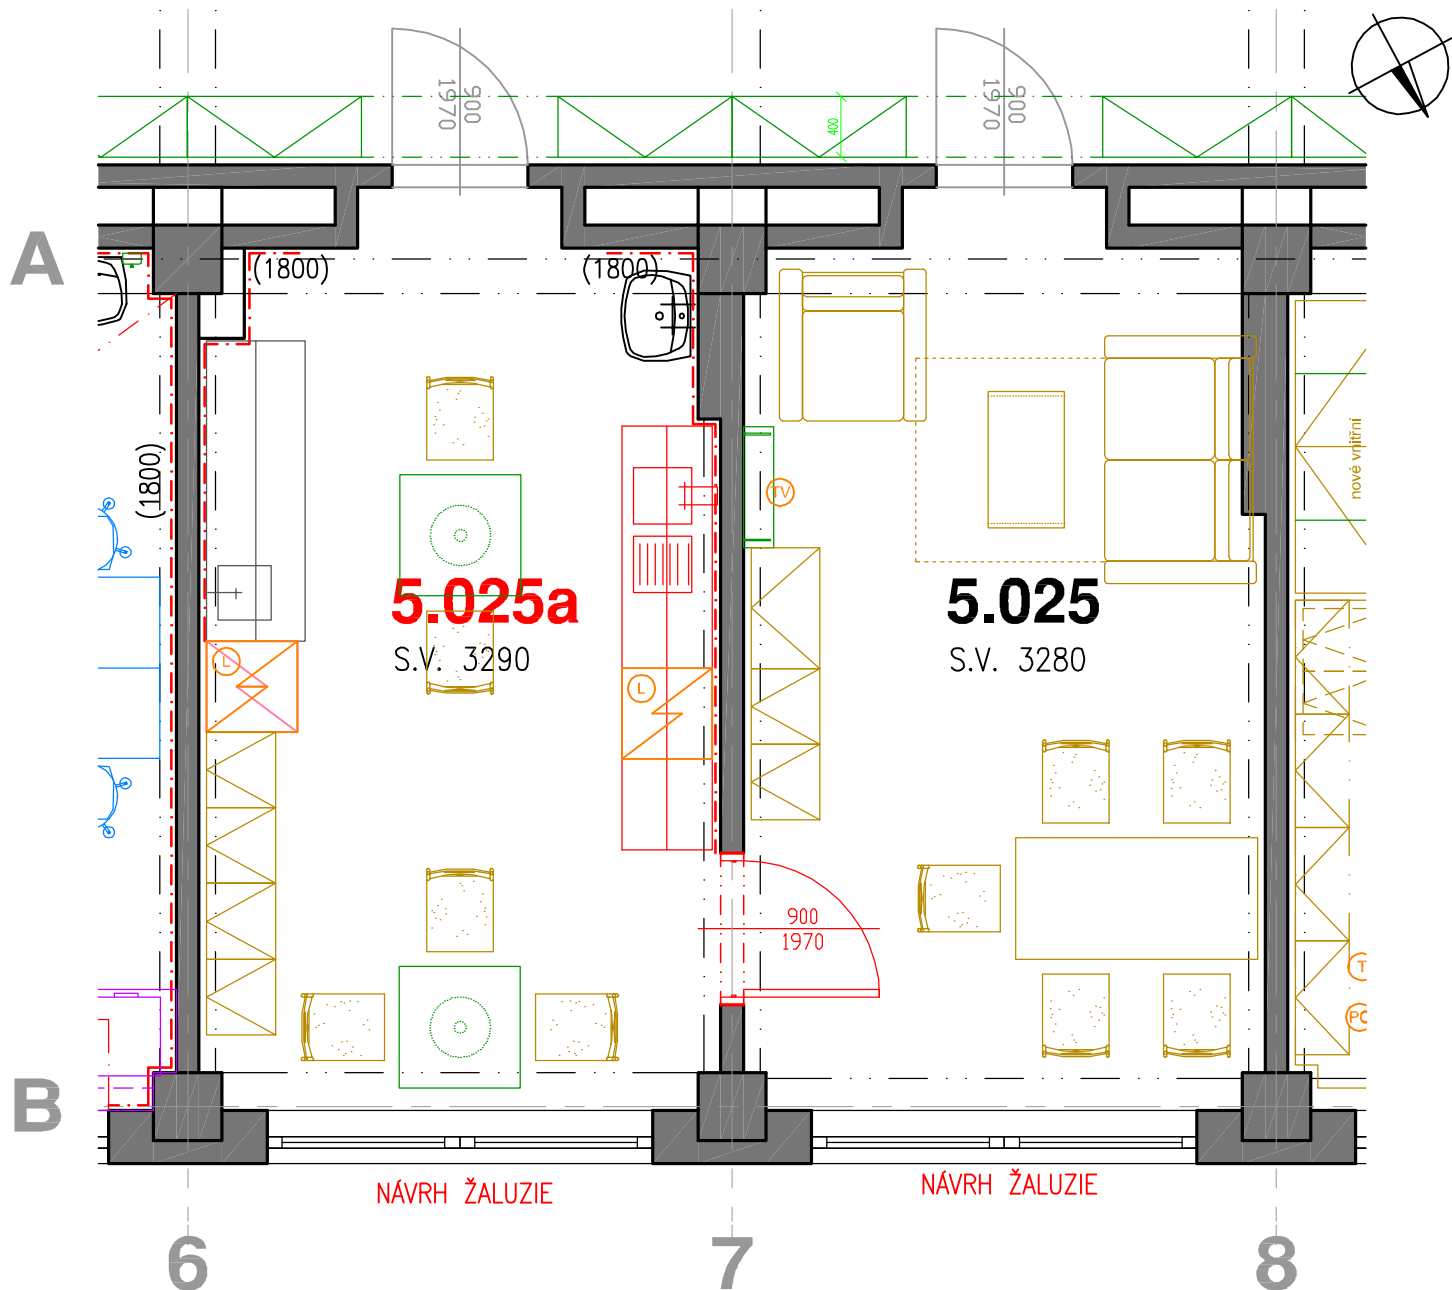 900
1970
900
1970
400
A
(1800)
(1800)
(1800)
nové vnitřní
TV
5.025a
S.V. 3290
5.025
S.V. 3280
L
L
900
1970
T
PC
B
NÁVRH ŽALUZIE
NÁVRH ŽALUZIE
6
7
8